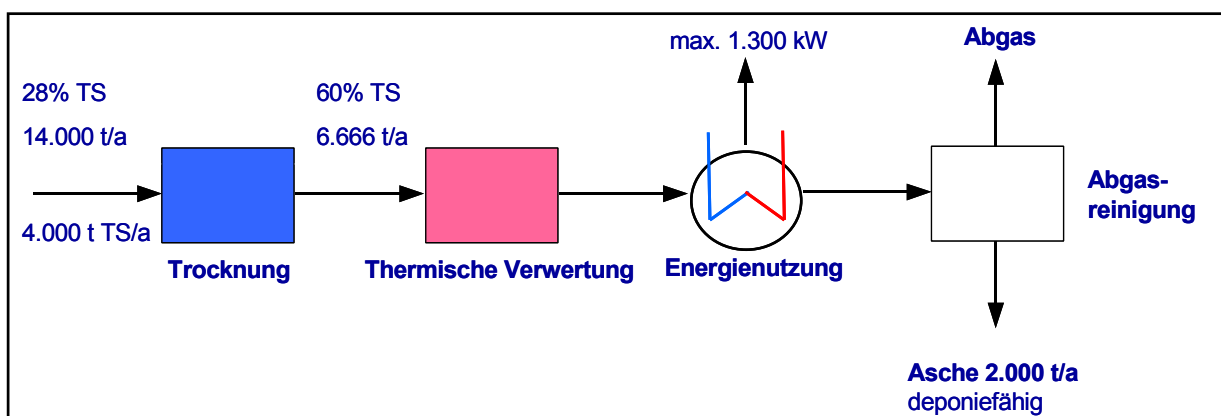 max. 1.300 kW
Abgas
28% TS
60% TS
14.000 t/a
6.666 t/a
Abgas-
reinigung
4.000 t TS/a
Trocknung
Thermische Verwertung
Energienutzung
Asche 2.000 t/a
deponiefähig